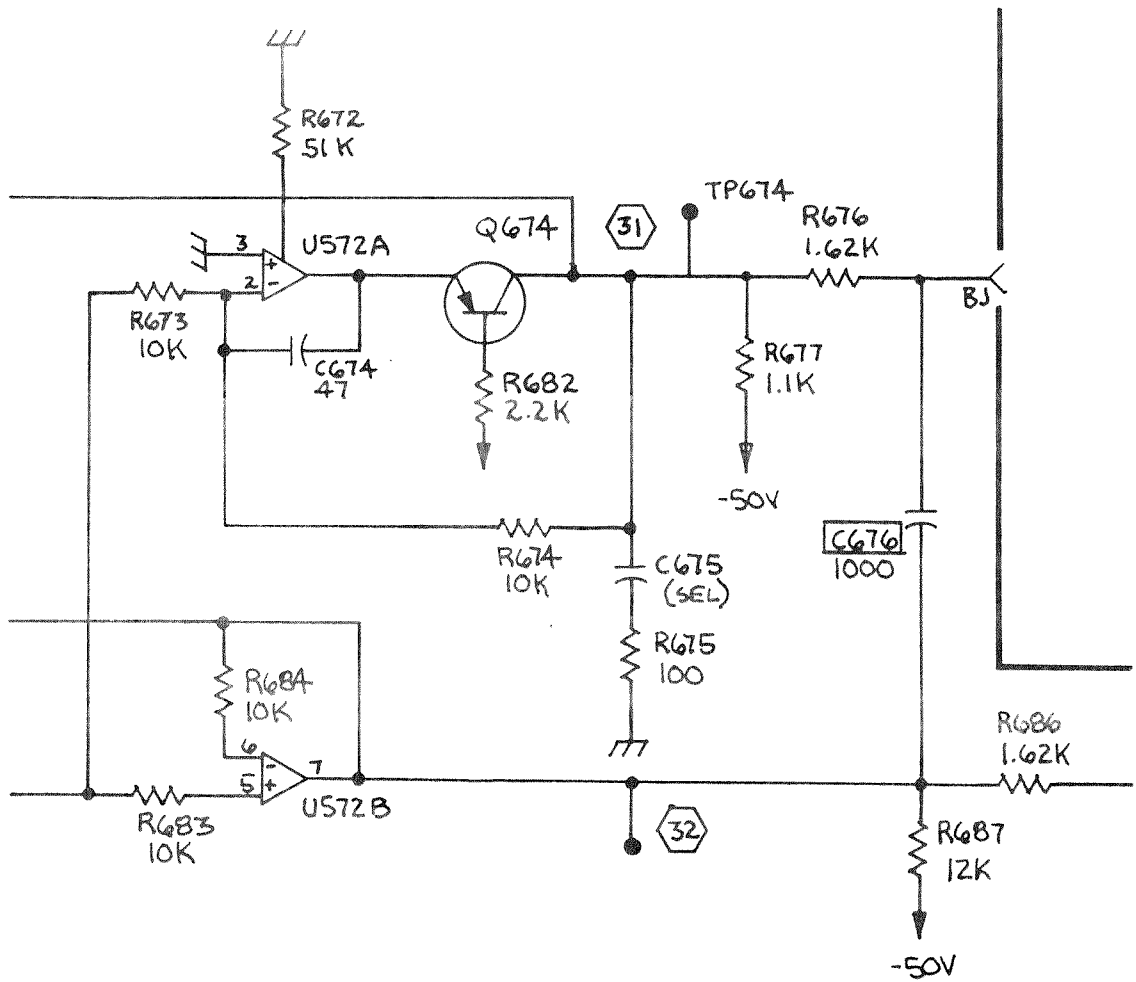 R672
51K
TP674
Q674
31
R676
1.62K
3
U572A
+
2
-
BJ
R673
10K
C674
47
R682
2.2K
R677
1.1K
-50V
R674
10K
C675
(SEL)
C676
1000
R675
100
R684
10K
R686
1.62K
6
-
7
5
+
U572B
R683
10K
32
R687
12K
-50V